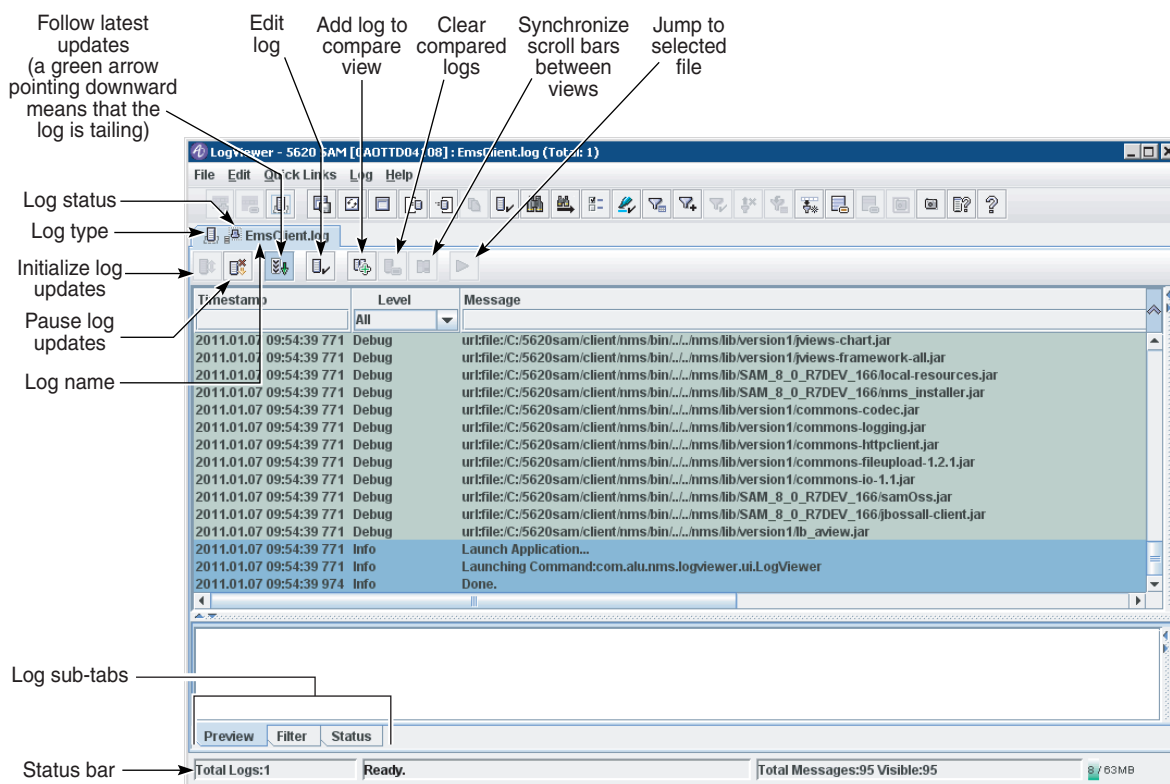 Follow latest
updates
(a green arrow
pointing downward
means that the
log is tailing)
Edit
log
Add log to
compare
view
Clear
compared
logs
Synchronize
scroll bars
between
views
Jump to
selected
file
Log status
Log type
Initialize log
updates
Pause log
updates
Log name
Log sub-tabs
Status bar
LogViewer - 5620 SAM [CAOTTD04108] : EmsClient.log (Total: 1)
File Edit Quick Links Log Help
EmsClient.log
Timestamp Level Message
All
2011.01.07 09:54:39 771 Debug url:file:/C:/5620sam/client/nms/bin/../../nms/lib/version1/jviews-chart.jar
2011.01.07 09:54:39 771 Debug url:file:/C:/5620sam/client/nms/bin/../../nms/lib/version1/jviews-framework-all.jar
2011.01.07 09:54:39 771 Debug url:file:/C:/5620sam/client/nms/bin/../../nms/lib/SAM_8_0_R7DEV_166/local-resources.jar
2011.01.07 09:54:39 771 Debug url:file:/C:/5620sam/client/nms/bin/../../nms/lib/SAM_8_0_R7DEV_166/nms_installer.jar
2011.01.07 09:54:39 771 Debug url:file:/C:/5620sam/client/nms/bin/../../nms/lib/version1/commons-codec.jar
2011.01.07 09:54:39 771 Debug url:file:/C:/5620sam/client/nms/bin/../../nms/lib/version1/commons-logging.jar
2011.01.07 09:54:39 771 Debug url:file:/C:/5620sam/client/nms/bin/../../nms/lib/version1/commons-httpclient.jar
2011.01.07 09:54:39 771 Debug url:file:/C:/5620sam/client/nms/bin/../../nms/lib/version1/commons-fileupload-1.2.1.jar
2011.01.07 09:54:39 771 Debug url:file:/C:/5620sam/client/nms/bin/../../nms/lib/version1/commons-io-1.1.jar
2011.01.07 09:54:39 771 Debug url:file:/C:/5620sam/client/nms/bin/../../nms/lib/SAM_8_0_R7DEV_166/samOss.jar
2011.01.07 09:54:39 771 Debug url:file:/C:/5620sam/client/nms/bin/../../nms/lib/SAM_8_0_R7DEV_166/jbossall-client.jar
2011.01.07 09:54:39 771 Debug url:file:/C:/5620sam/client/nms/bin/../../nms/lib/version1/lb_aview.jar
2011.01.07 09:54:39 771 Info Launch Application...
2011.01.07 09:54:39 771 Info Launching Command:com.alu.nms.logviewer.ui.LogViewer
2011.01.07 09:54:39 974 Info Done.
Preview Filter Status
Total Logs:1 Ready. Total Messages:95 Visible:95 8 / 63MB